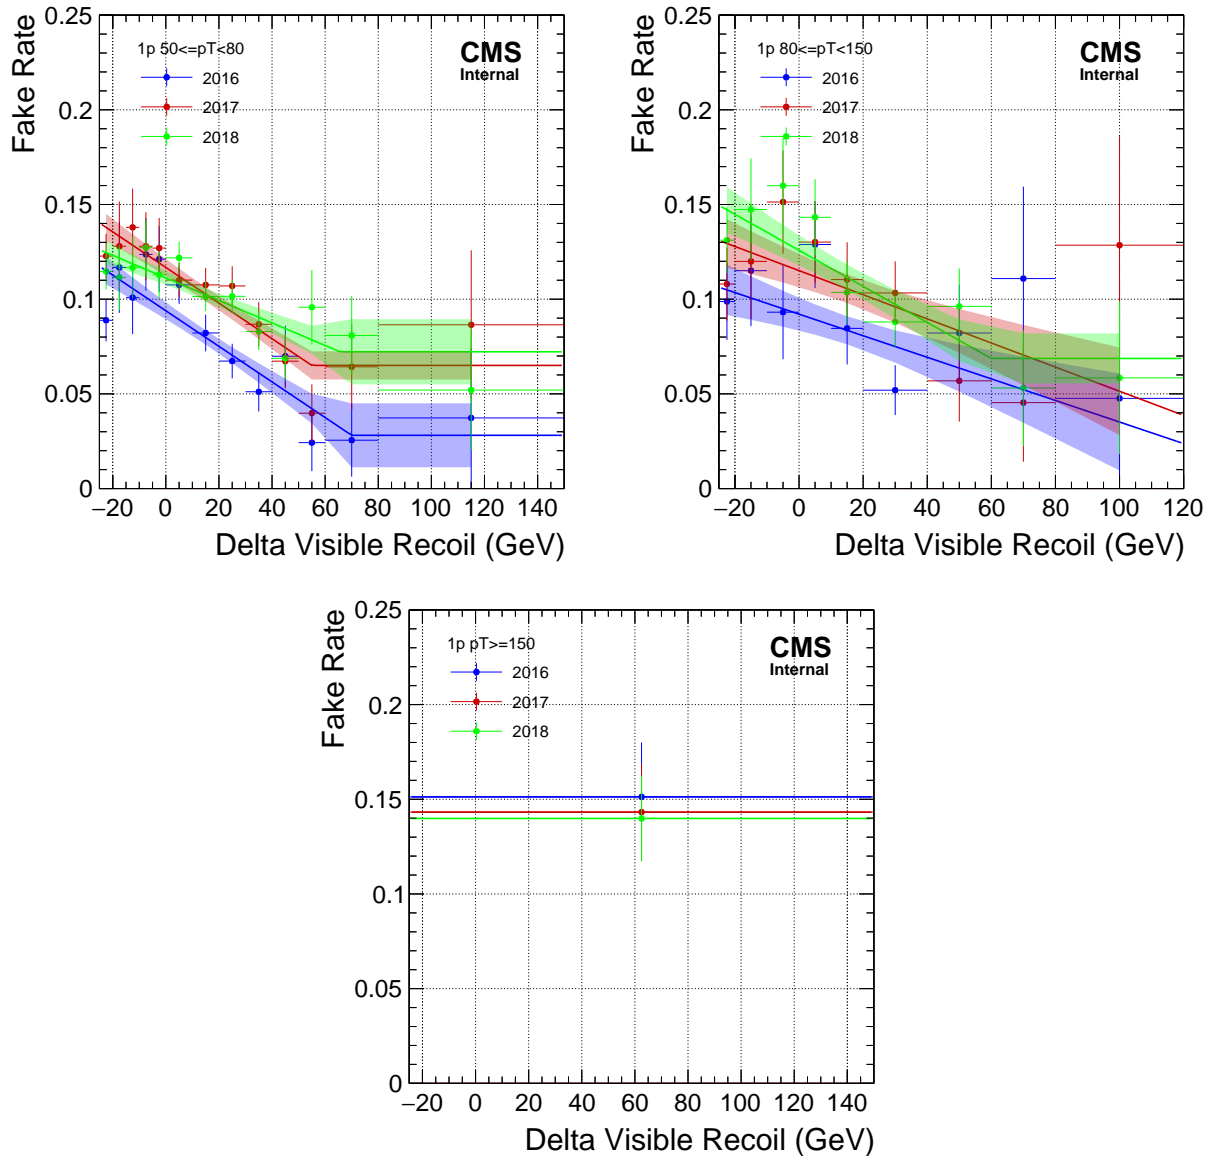 Fake Rate
0.25
0.2
0.15
0.1
0.05
0
1p 50<=pT<80
2016
2017
2018
CMS
Internal
−20 0 20 40 60 80 100 120 140
Delta Visible Recoil (GeV)
Fake Rate
0.25
0.2
0.15
0.1
0.05
0
1p 80<=pT<150
2016
2017
2018
CMS
Internal
−20 0 20 40 60 80 100 120
Delta Visible Recoil (GeV)
Fake Rate
0.25
0.2
0.15
0.1
0.05
0
1p pT>=150
2016
2017
2018
CMS
Internal
−20 0 20 40 60 80 100 120 140
Delta Visible Recoil (GeV)